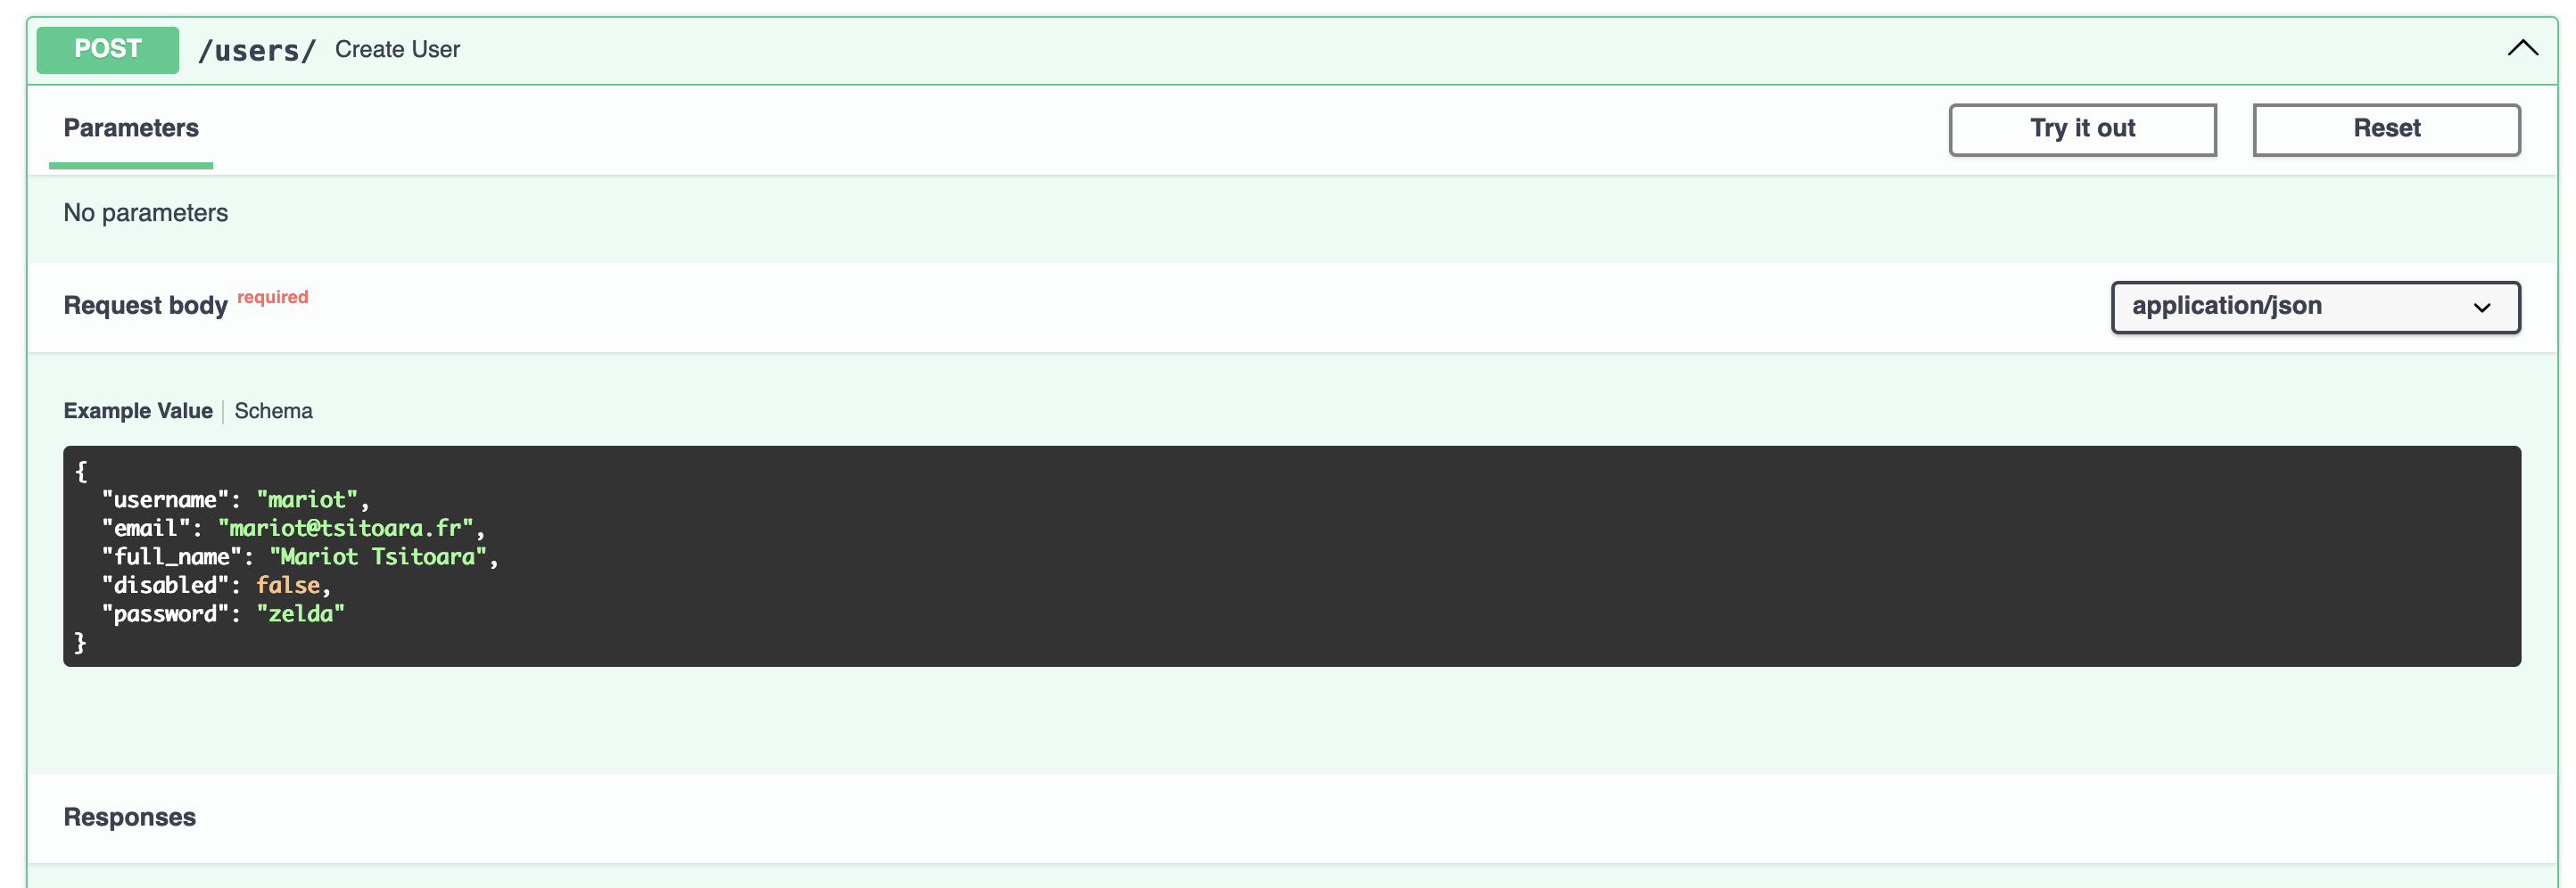 POST /users/ Create User
Parameters
Try it out
Reset
No parameters
Request body required
application/json
Example Value | Schema
{
  "username": "mariot",
  "email": "mariot@tsitoara.fr",
  "full_name": "Mariot Tsitoara",
  "disabled": false,
  "password": "zelda"
}
Responses